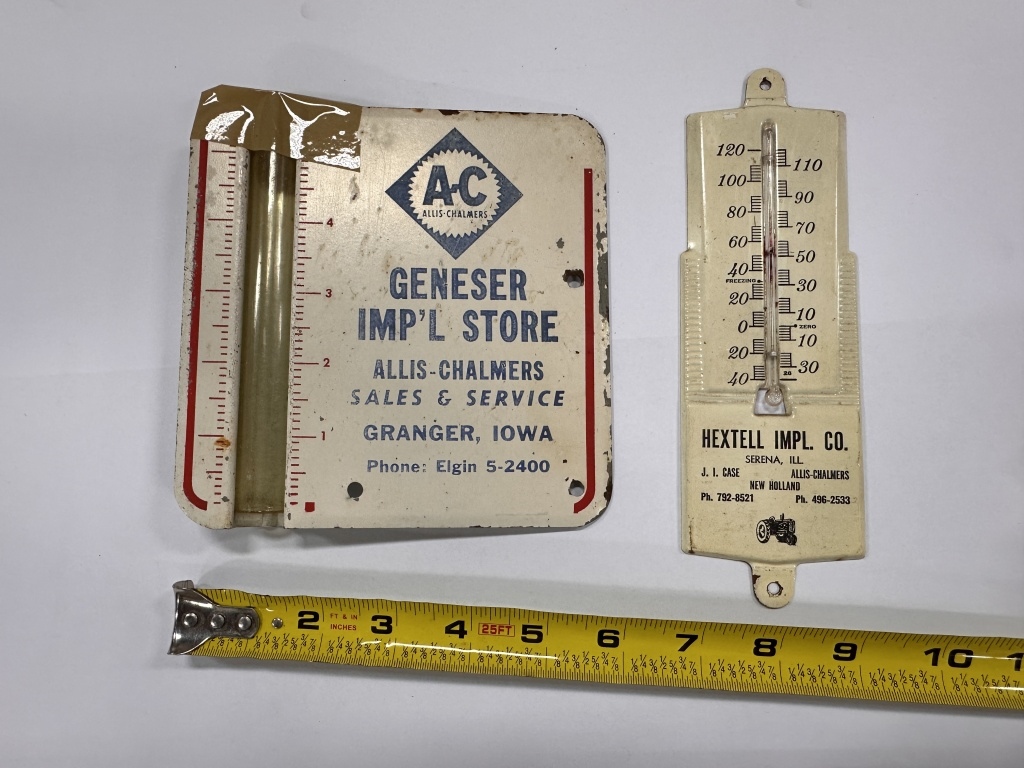 A-C
ALLIS-CHALMERS
GENESER
IMP'L STORE
ALLIS-CHALMERS
SALES & SERVICE
GRANGER, IOWA
Phone: Elgin 5-2400
4
3
2
1
120 110
100 90
80 70
60 50
40 30
FREEZING
20 10
0 ZERO
10
20 30
20
40
HEXTELL IMPL. CO.
SERENA, ILL.
J. I. CASE ALLIS-CHALMERS
NEW HOLLAND
Ph. 792-8521 Ph. 496-2533
2 FT & IN INCHES 3 4 25FT 5 6 7 8 9 10 1